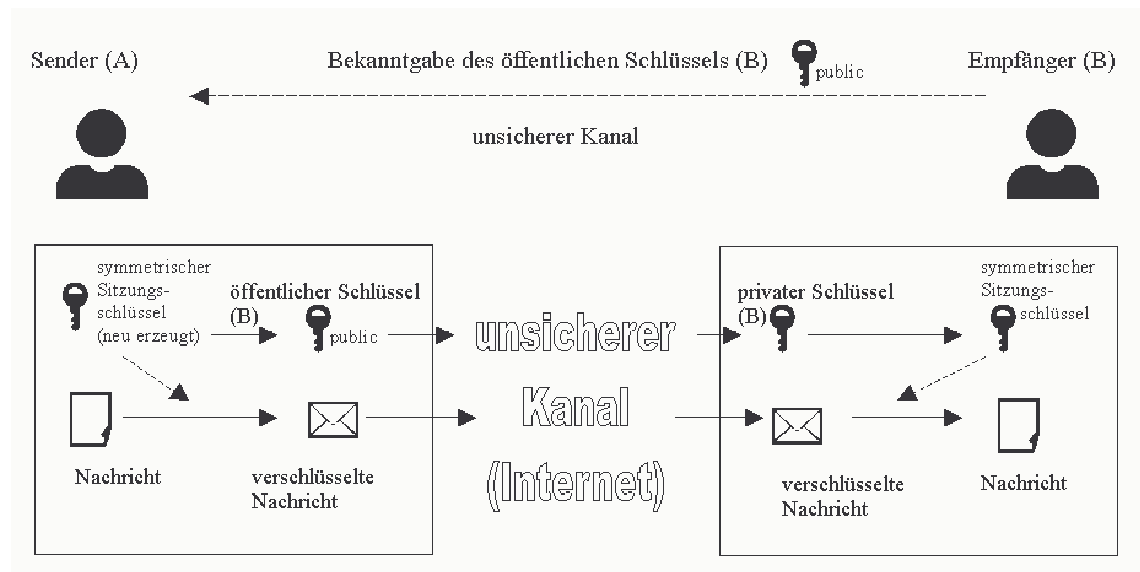 Sender (A)
Bekanntgabe des öffentlichen Schlüssels (B)
public
Empfänger (B)
unsicherer Kanal
symmetrischer
Sitzungs-
schlüssel
(neu erzeugt)
öffentlicher Schlüssel
(B)
public
Nachricht
verschlüsselte
Nachricht
unsicherer
Kanal
(Internet)
privater Schlüssel
(B)
symmetrischer
Sitzungs-
schlüssel
verschlüsselte
Nachricht
Nachricht